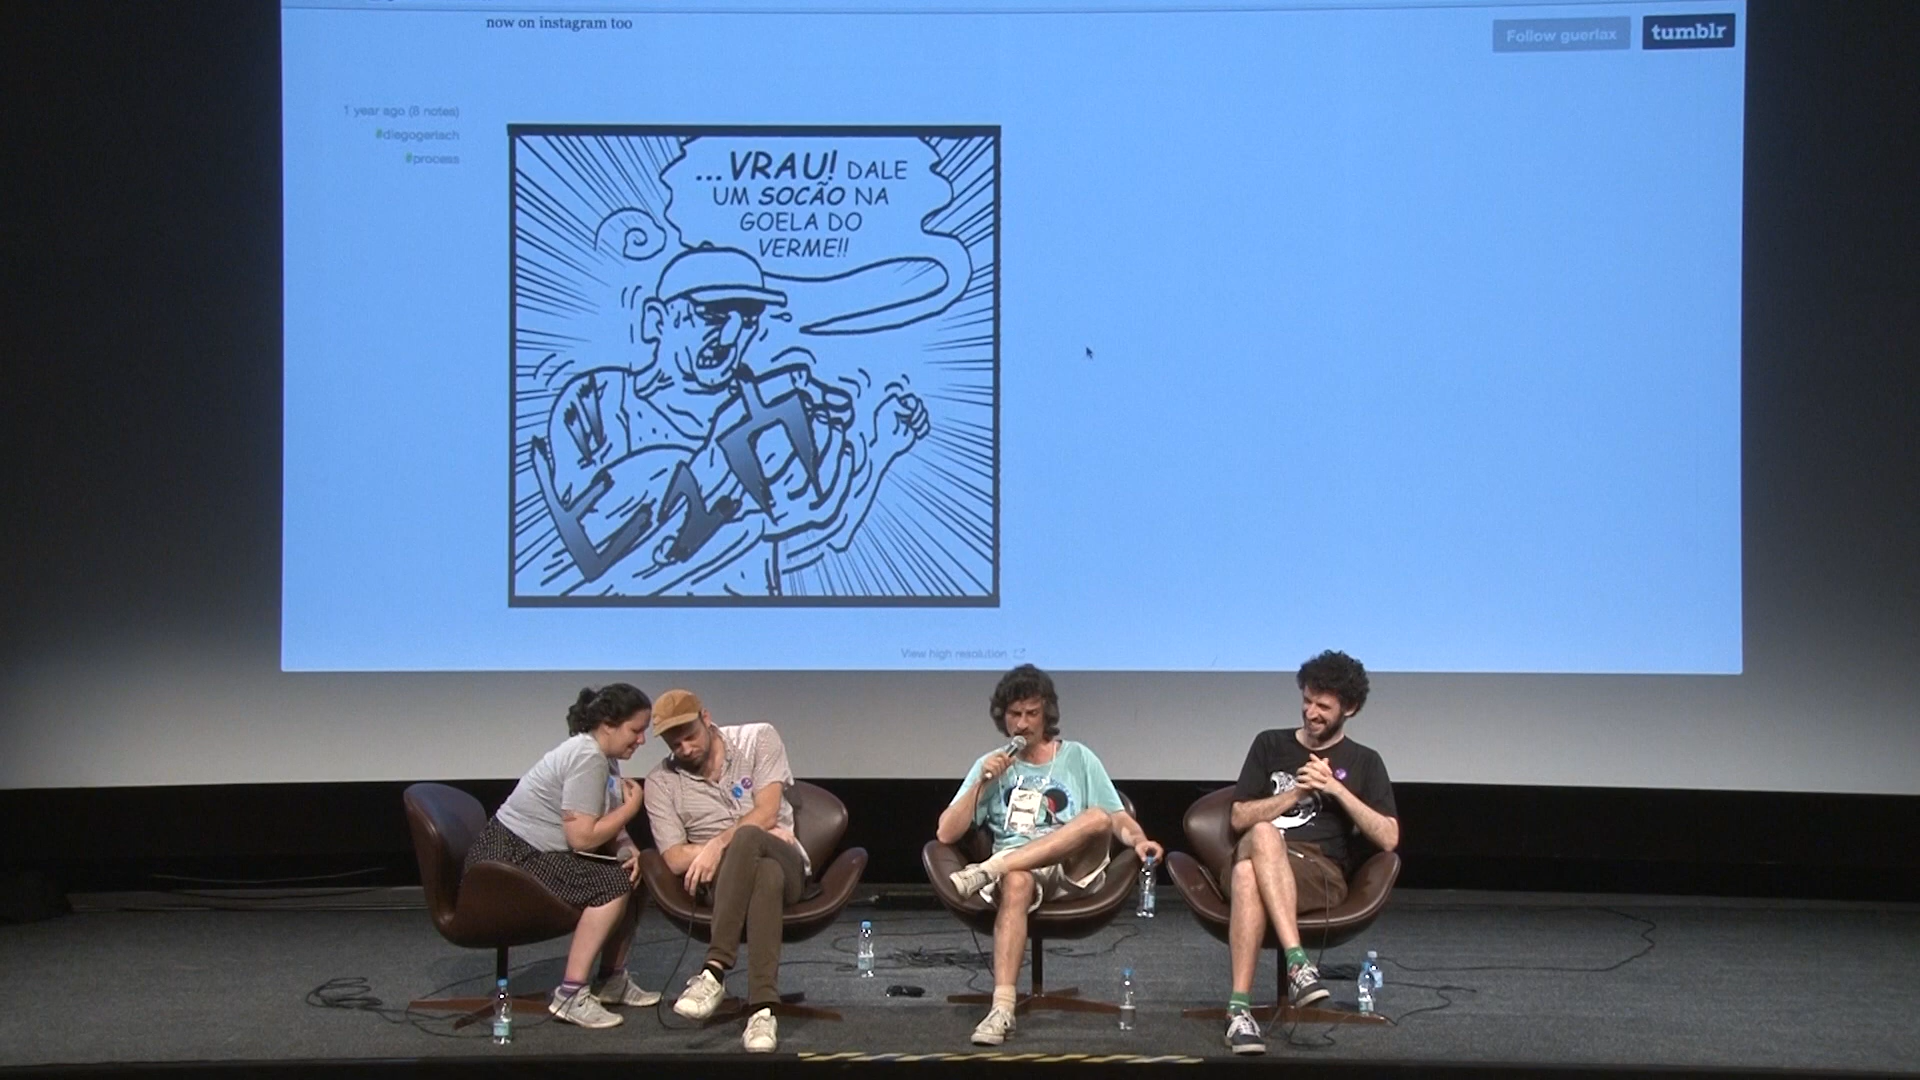 now on instagram too
Follow guerlax
tumblr
1 year ago (8 notes)
#diegogerlach
#process
...VRAU! DALE
UM SOCÃO NA
GOELA DO
VERME!!
View high resolution